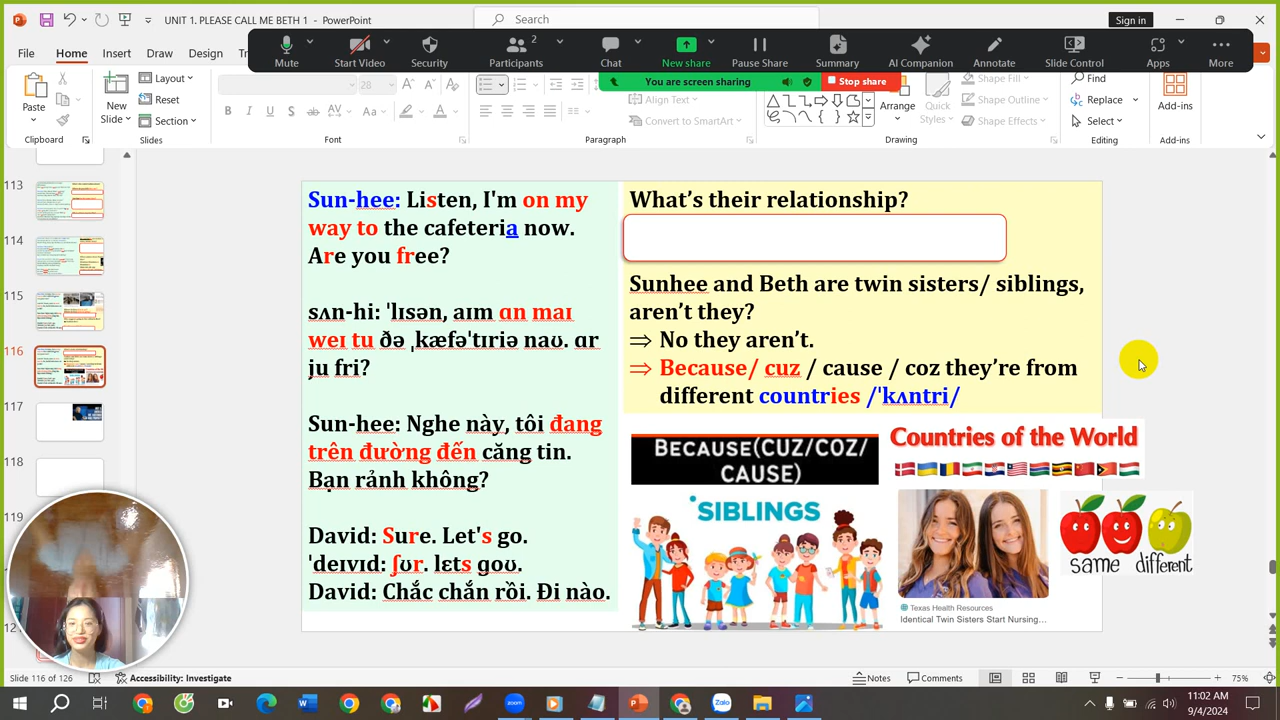 UNIT 1. PLEASE CALL ME BETH 1 - PowerPoint
Search
Sign in
File Home Insert Draw Design
Mute Start Video Security Participants 2 Chat New share Pause Share Summary AI Companion Annotate Slide Control Apps More
You are screen sharing Stop share
Paste
New Slide
Layout
Reset
Section
28
B I U S ab AV Aa A
Align Text
Convert to SmartArt
Arrange
Quick Styles
Shape Fill
Shape Outline
Shape Effects
Find
Replace
Select
Add-ins
Clipboard Slides Font Paragraph Drawing Editing Add-ins
113
114
115
116
117
118
119
Sun-hee: Listen, I'm on my
way to the cafeteria now.
Are you free?
sʌn-hi: ˈlɪsən, aɪm ɑn maɪ
weɪ tu ðə ˌkæfəˈtɪriə naʊ. ɑr
ju fri?
Sun-hee: Nghe này, tôi đang
trên đường đến căng tin.
Bạn rảnh không?
David: Sure. Let's go.
ˈdeɪvɪd: ʃʊr. lɛts goʊ.
David: Chắc chắn rồi. Đi nào.
What’s their relationship?
Sunhee and Beth are twin sisters/ siblings,
aren’t they?
⇒ No they aren’t.
⇒ Because/ cuz / cause / coz they’re from
different countries /ˈkʌntri/
BECAUSE(CUZ/COZ/
CAUSE)
SIBLINGS
Countries of the World
Texas Health Resources
Identical Twin Sisters Start Nursing...
same different
Slide 116 of 126
Accessibility: Investigate
Notes
Comments
75%
zoom
Zalo
11:02 AM
9/4/2024